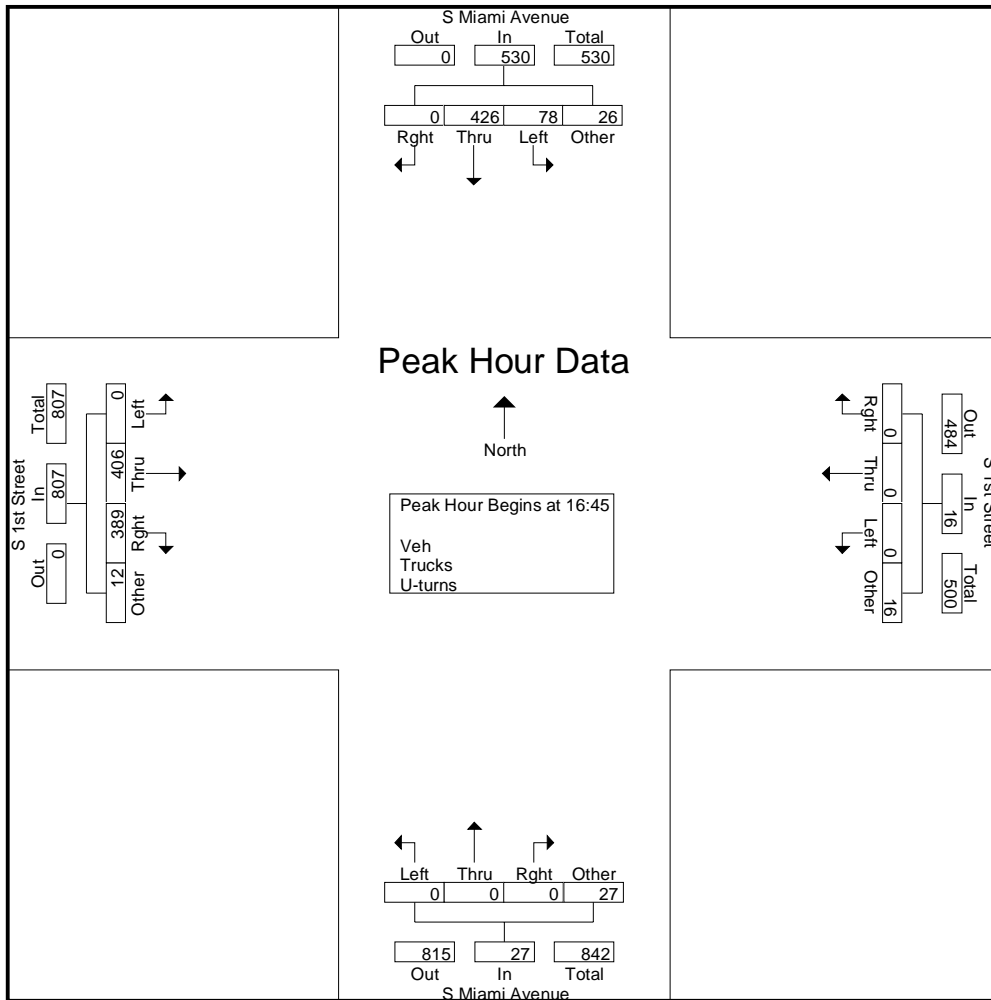 S Miami Avenue
Out In Total
0 530 530
0 426 78 26
Rght Thru Left Other
Peak Hour Data
North
Peak Hour Begins at 16:45
Veh
Trucks
U-turns
S 1st Street
Total In Out
807 807 0
0 406 389 12
Left Thru Rght Other
S 1st Street
Out In Total
484 16 500
0 0 0 16
Rght Thru Left Other
Left Thru Rght Other
0 0 0 27
815 27 842
Out In Total
S Miami Avenue